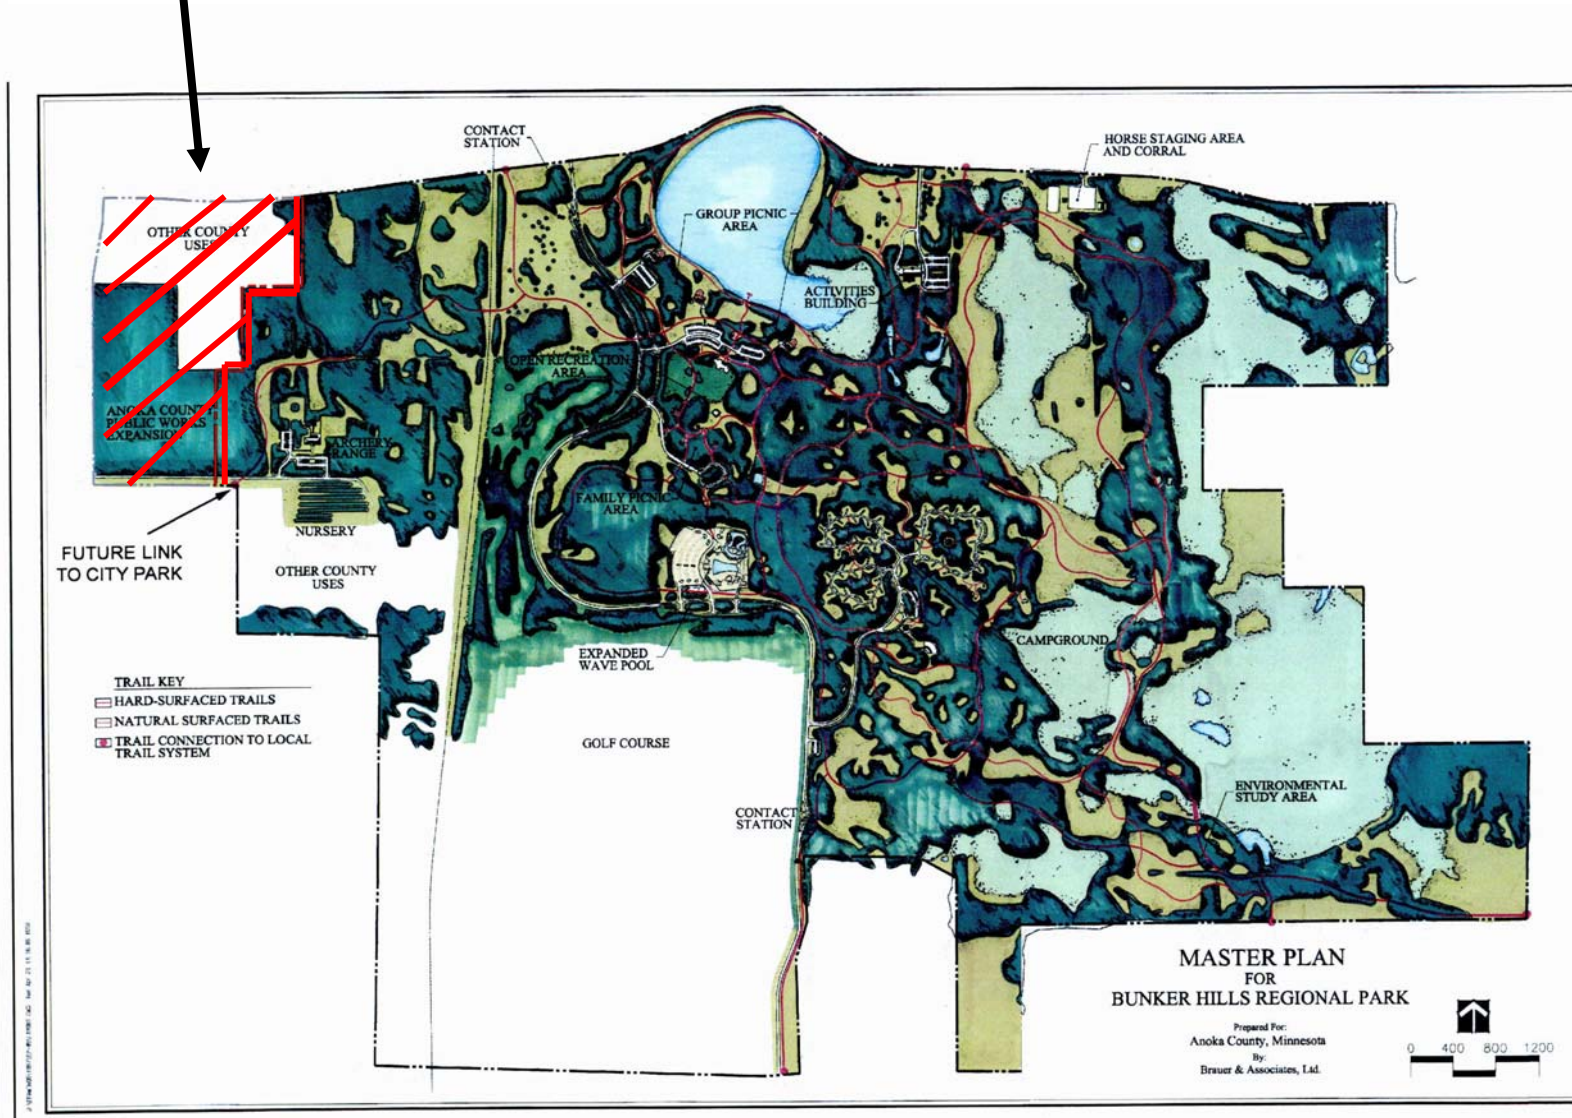 CONTACT
STATION
HORSE STAGING AREA
AND CORRAL
OTHER COUNTY
USES
GROUP PICNIC
AREA
ACTIVITIES
BUILDING
OPEN RECREATION
AREA
ANOKA COUNTY
PUBLIC WORKS
EXPANSION
ARCHERY
RANGE
FAMILY PICNIC
AREA
NURSERY
FUTURE LINK
TO CITY PARK
OTHER COUNTY
USES
CAMPGROUND
EXPANDED
WAVE POOL
TRAIL KEY
HARD-SURFACED TRAILS
NATURAL SURFACED TRAILS
TRAIL CONNECTION TO LOCAL
TRAIL SYSTEM
GOLF COURSE
ENVIRONMENTAL
STUDY AREA
CONTACT
STATION
MASTER PLAN
FOR
BUNKER HILLS REGIONAL PARK
Prepared For:
Anoka County, Minnesota
By:
Brauer & Associates, Ltd.
0 400 800 1200